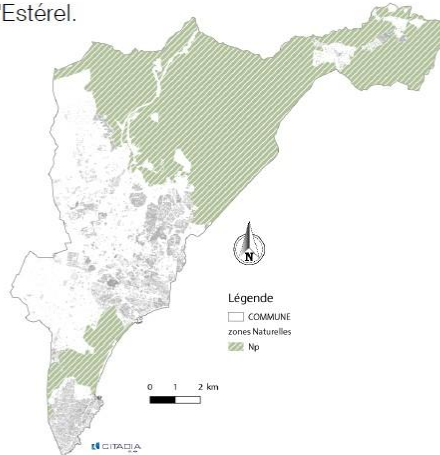 'Estérel.
N
Légende
COMMUNE
zones Naturelles
Np
0 1 2 km
CITADIA